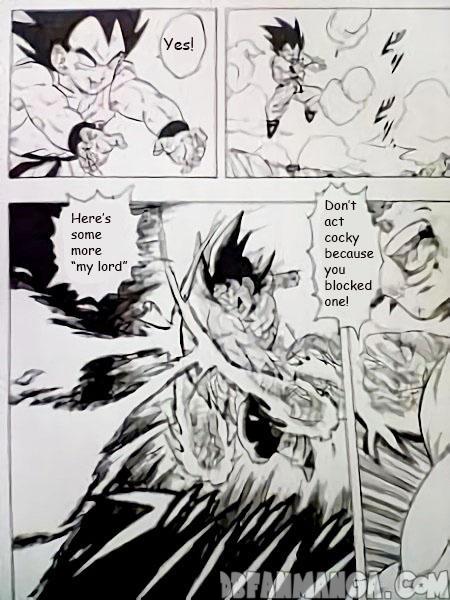 Yes!
Don't
act
cocky
because
you
blocked
one!
Here's
some
more
"my lord"
DBFANMANGA.COM